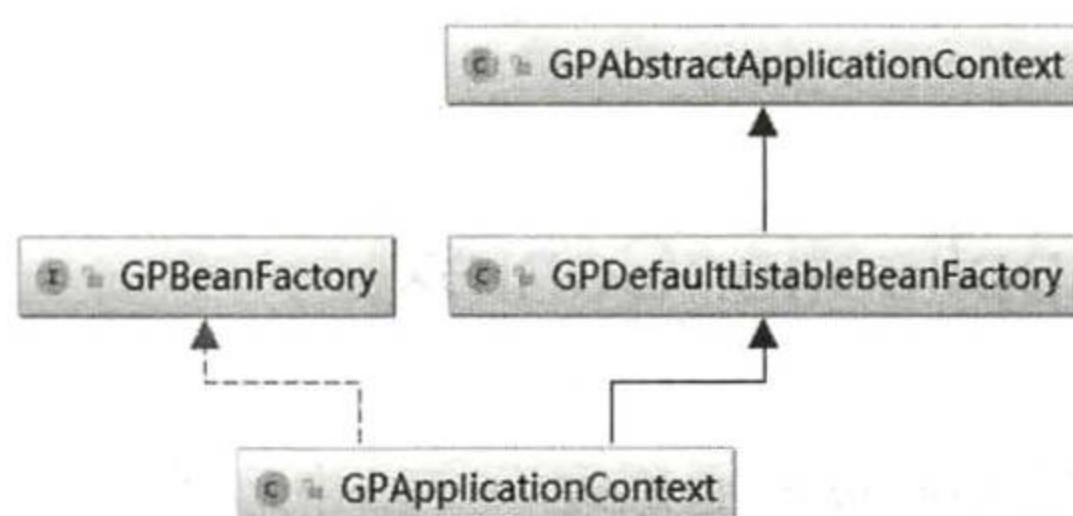 C GPAbstractApplicationContext
I GPBeanFactory
C GPDefaultListableBeanFactory
C GPApplicationContext